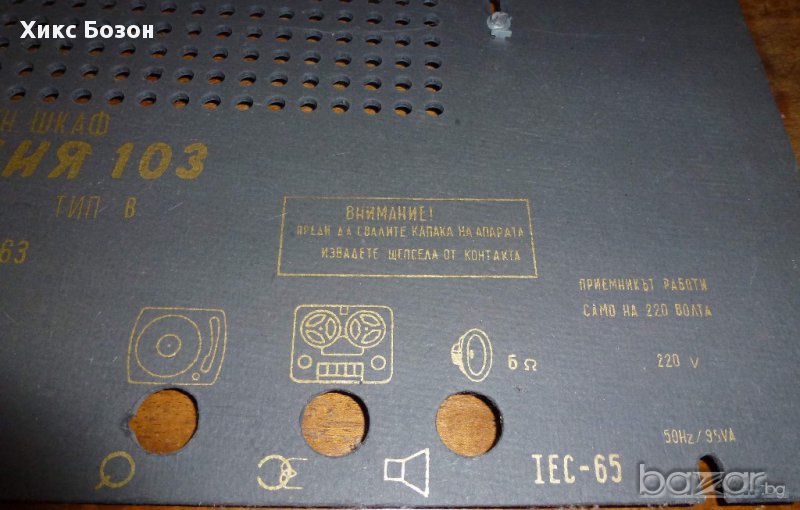 Хикс Бозон
Н ШКАФ
НИЯ 103
ТИП В
63
ВНИМАНИЕ!
ПРЕДИ ДА СВАЛИТЕ КАПАКА НА АПАРАТА
ИЗВАДЕТЕ ЩЕПСЕЛА ОТ КОНТАКТА
ПРИЕМНИКЪТ РАБОТИ
САМО НА 220 ВОЛТА
6 Ω
220 V
50Hz/95VA
IEC-65
bazar.bg